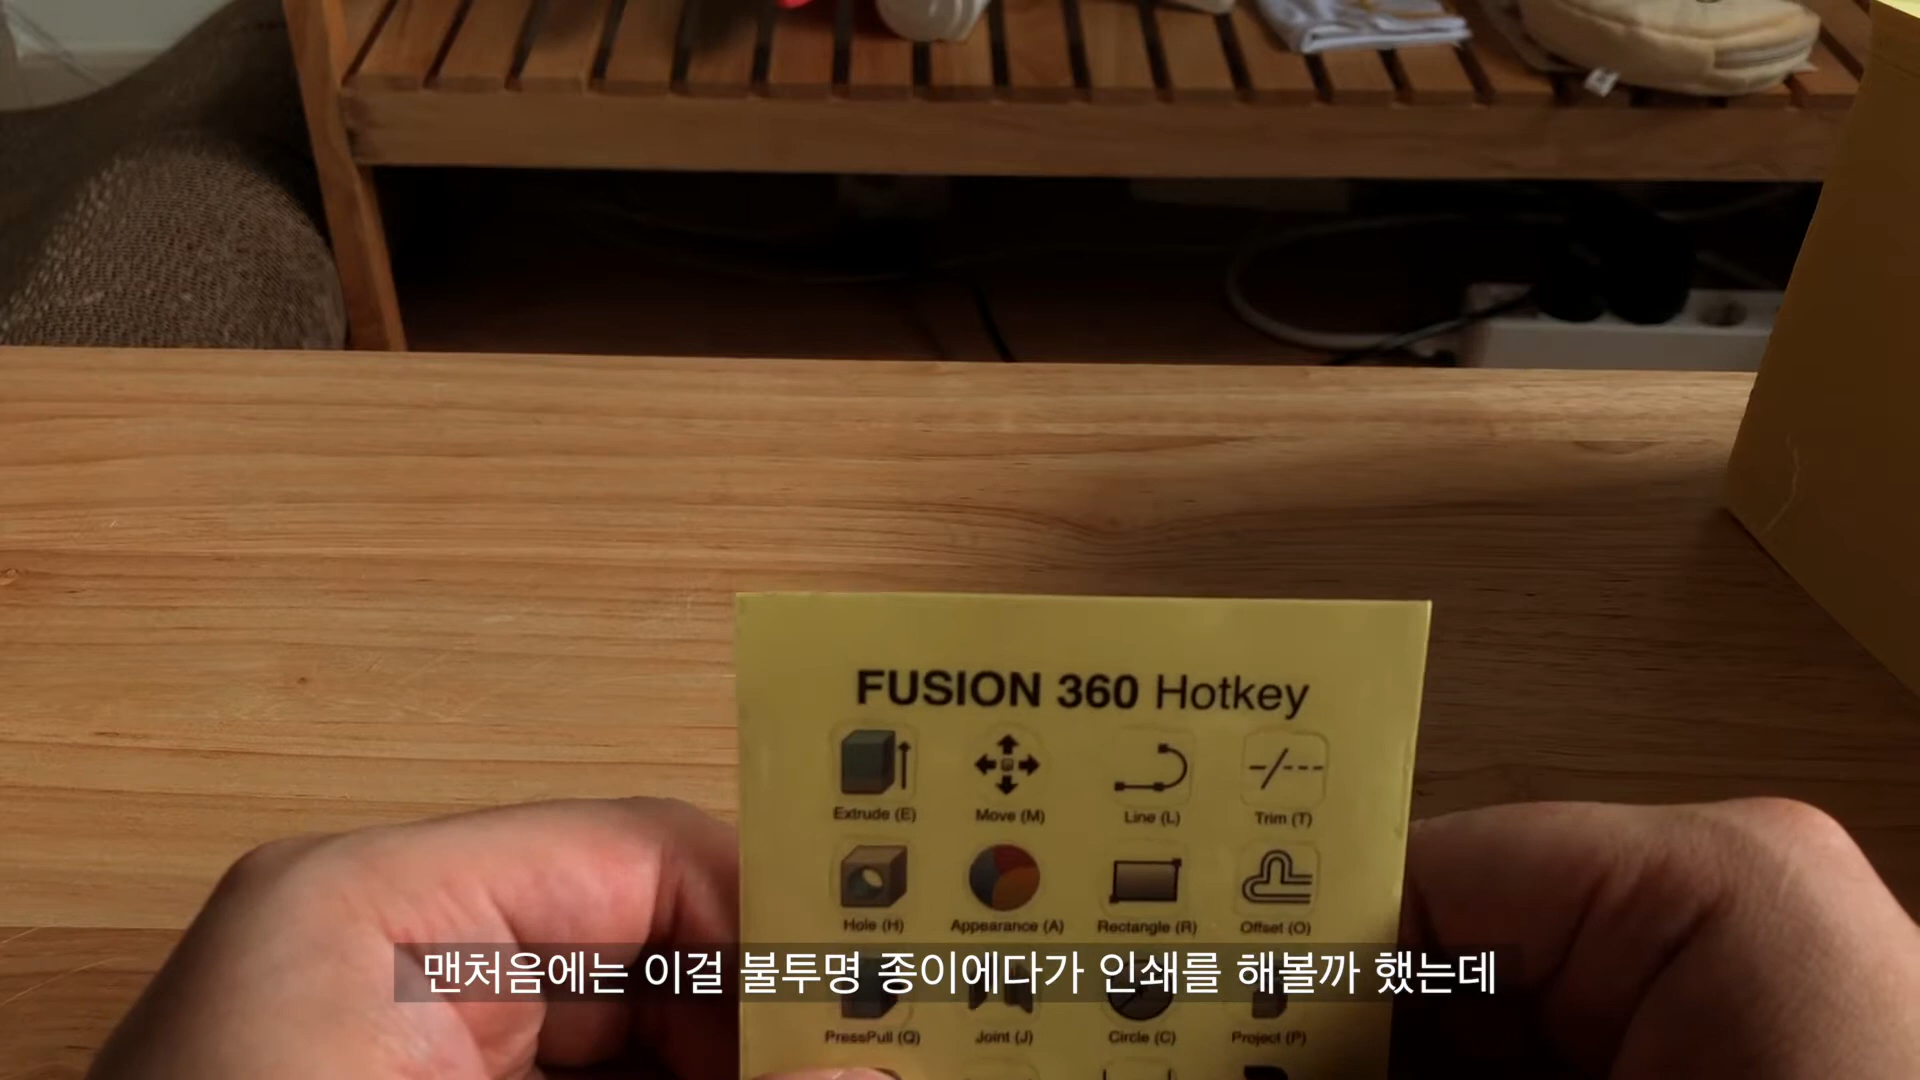 FUSION 360 Hotkey
Extrude (E) Move (M) Line (L) Trim (T)
Hole (H) Appearance (A) Rectangle (R) Offset (O)
맨처음에는 이걸 불투명 종이에다가 인쇄를 해볼까 했는데
PressPull (Q) Joint (J) Circle (C) Project (P)